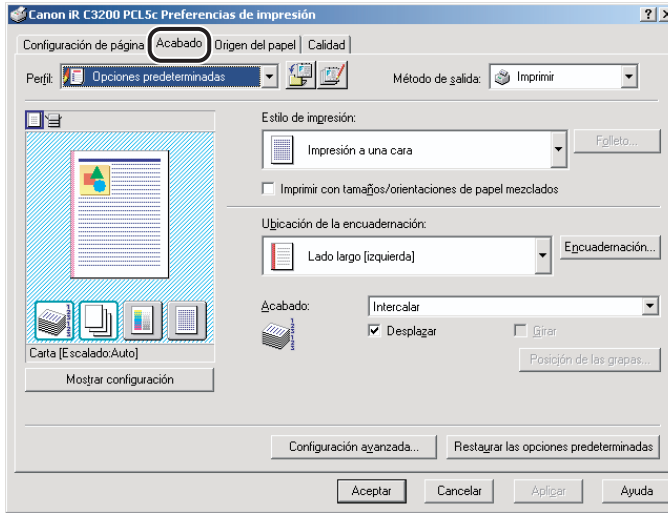 Canon iR C3200 PCL5c Preferencias de impresión
Configuración de página Acabado Origen del papel Calidad
Perfil: Opciones predeterminadas Método de salida: Imprimir
Estilo de impresión:
Impresión a una cara Folleto...
Imprimir con tamaños/orientaciones de papel mezclados
Ubicación de la encuadernación:
Lado largo [izquierda] Encuadernación...
Acabado: Intercalar
Desplazar Girar
Posición de las grapas...
Carta [Escalado:Auto]
Mostrar configuración
Configuración avanzada... Restaurar las opciones predeterminadas
Aceptar Cancelar Aplicar Ayuda